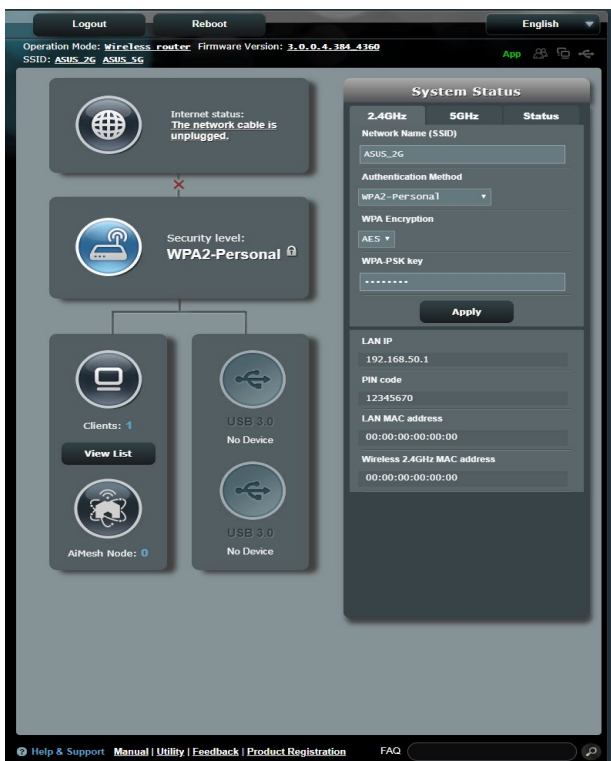 Logout Reboot English
Operation Mode: Wireless router Firmware Version: 3.0.0.4.384_4360
SSID: ASUS_2G ASUS_5G
App
Internet status:
The network cable is
unplugged.
Security level:
WPA2-Personal
Clients: 1
View List
AiMesh Node: 0
USB 3.0
No Device
USB 3.0
No Device
System Status
2.4GHz 5GHz Status
Network Name (SSID)
ASUS_2G
Authentication Method
WPA2-Personal
WPA Encryption
AES
WPA-PSK key
••••••••
Apply
LAN IP
192.168.50.1
PIN code
12345670
LAN MAC address
00:00:00:00:00:00
Wireless 2.4GHz MAC address
00:00:00:00:00:00
? Help & Support Manual | Utility | Feedback | Product Registration FAQ